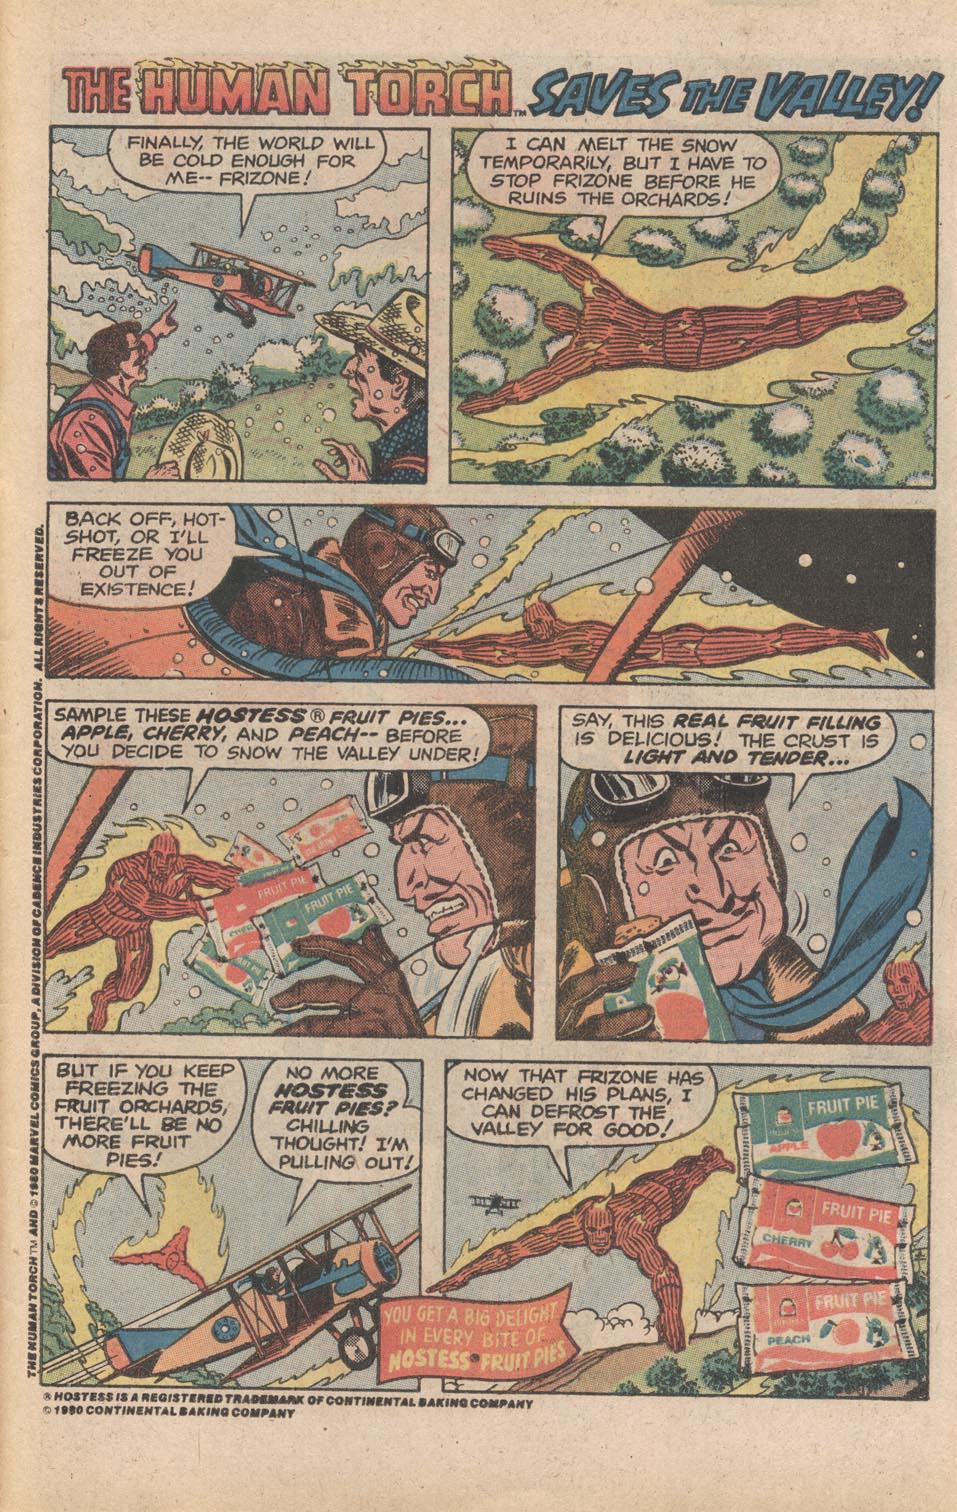 THE HUMAN TORCH™ SAVES THE VALLEY!
FINALLY, THE WORLD WILL
BE COLD ENOUGH FOR
ME-- FRIZONE!
I CAN MELT THE SNOW
TEMPORARILY, BUT I HAVE TO
STOP FRIZONE BEFORE HE
RUINS THE ORCHARDS!
BACK OFF, HOT-
SHOT, OR I'LL
FREEZE YOU
OUT OF
EXISTENCE!
SAMPLE THESE HOSTESS® FRUIT PIES...
APPLE, CHERRY, AND PEACH-- BEFORE
YOU DECIDE TO SNOW THE VALLEY UNDER!
FRUIT PIE
FRUIT PIE
SAY, THIS REAL FRUIT FILLING
IS DELICIOUS! THE CRUST IS
LIGHT AND TENDER...
BUT IF YOU KEEP
FREEZING THE
FRUIT ORCHARDS,
THERE'LL BE NO
MORE FRUIT
PIES!
NO MORE
HOSTESS
FRUIT PIES?
CHILLING
THOUGHT! I'M
PULLING OUT!
NOW THAT FRIZONE HAS
CHANGED HIS PLANS, I
CAN DEFROST THE
VALLEY FOR GOOD!
FRUIT PIE
APPLE
FRUIT PIE
CHERRY
FRUIT PIE
PEACH
YOU GET A BIG DELIGHT
IN EVERY BITE OF
HOSTESS® FRUIT PIES
THE HUMAN TORCH™ AND © 1980 MARVEL COMICS GROUP, A DIVISION OF CADENCE INDUSTRIES CORPORATION. ALL RIGHTS RESERVED.
® HOSTESS IS A REGISTERED TRADEMARK OF CONTINENTAL BAKING COMPANY
© 1980 CONTINENTAL BAKING COMPANY